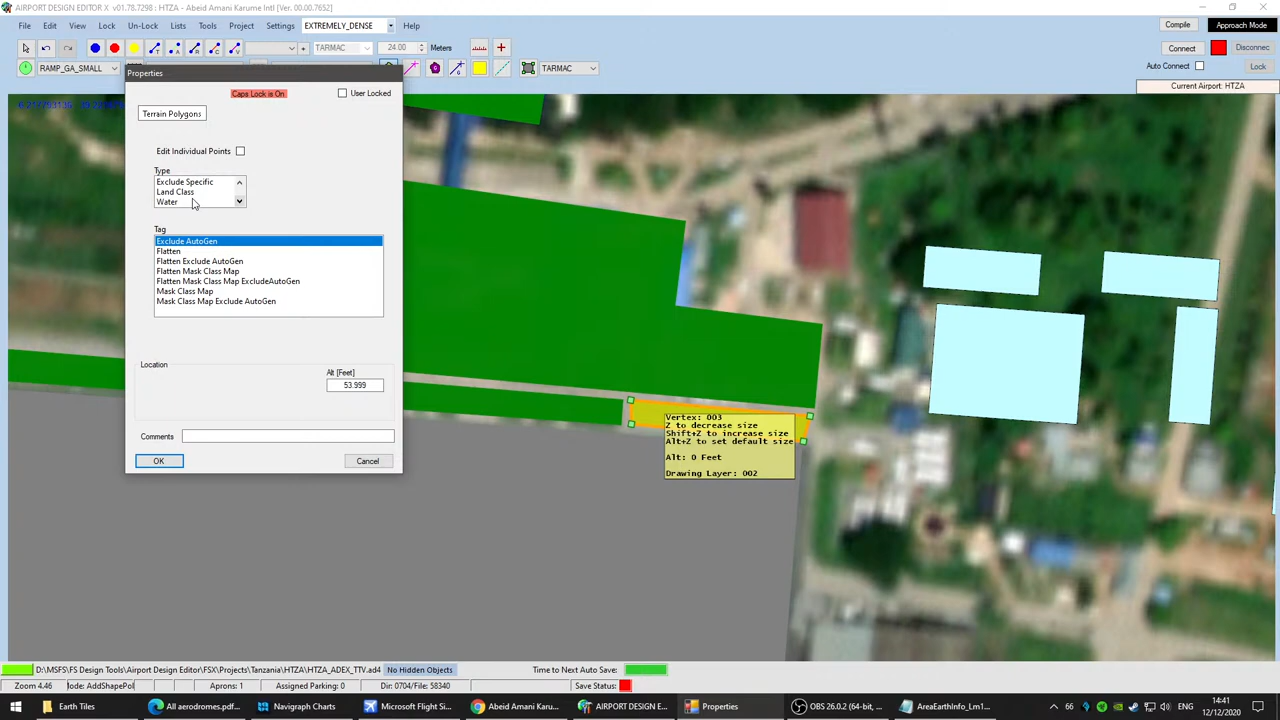 AIRPORT DESIGN EDITOR X v01.78.7298 : HTZA - Abeid Amani Karume Intl (Ver. 00.00.7652)
File Edit View Lock Un-Lock Lists Tools Project Settings EXTREMELY_DENSE Help
Compile Approach Mode
TARMAC 24.00 Meters
Connect Disconnec
RAMP_GA_SMALL TARMAC
Auto Connect Lock
Current Airport: HTZA
Properties
Caps Lock is On User Locked
Terrain Polygons
Edit Individual Points
Type
Exclude Specific
Land Class
Water
Tag
Exclude AutoGen
Flatten
Flatten Exclude AutoGen
Flatten Mask Class Map
Flatten Mask Class Map ExcludeAutoGen
Mask Class Map
Mask Class Map Exclude AutoGen
Location
Alt [Feet]
53.999
Comments
OK Cancel
Vertex: 003
Z to decrease size
Shift+Z to increase size
Alt+Z to set default size
Alt: 0 Feet
Drawing Layer: 002
D:\MSFS\FS Design Tools\Airport Design Editor\FSX\Projects\Tanzania\HTZA\HTZA_ADEX_TTV.ad4 No Hidden Objects Time to Next Auto Save:
Zoom 4.46 Mode: AddShapePol Aprons: 1 Assigned Parking: 0 Dir: 0704/File: 58340 Save Status:
Earth Tiles All aerodromes.pdf... Navigraph Charts Microsoft Flight Si... Abeid Amani Karum... AIRPORT DESIGN E... Properties OBS 26.0.2 (64-bit, ... AreaEarthInfo_Lm1... 66 14:41
12/12/2020